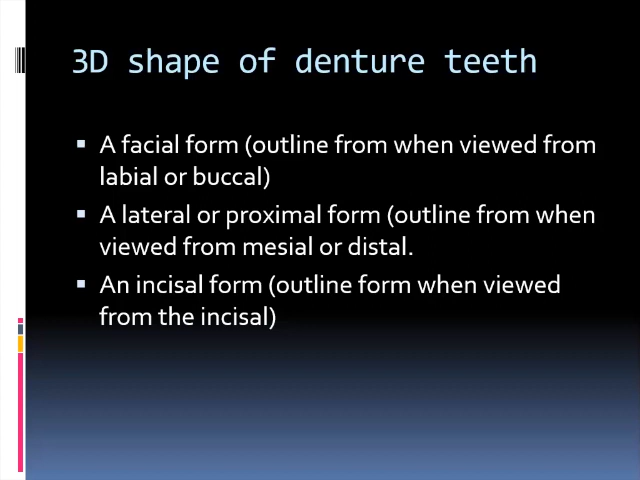 3D shape of denture teeth
▪ A facial form (outline from when viewed from
labial or buccal)
▪ A lateral or proximal form (outline from when
viewed from mesial or distal.
▪ An incisal form (outline form when viewed
from the incisal)